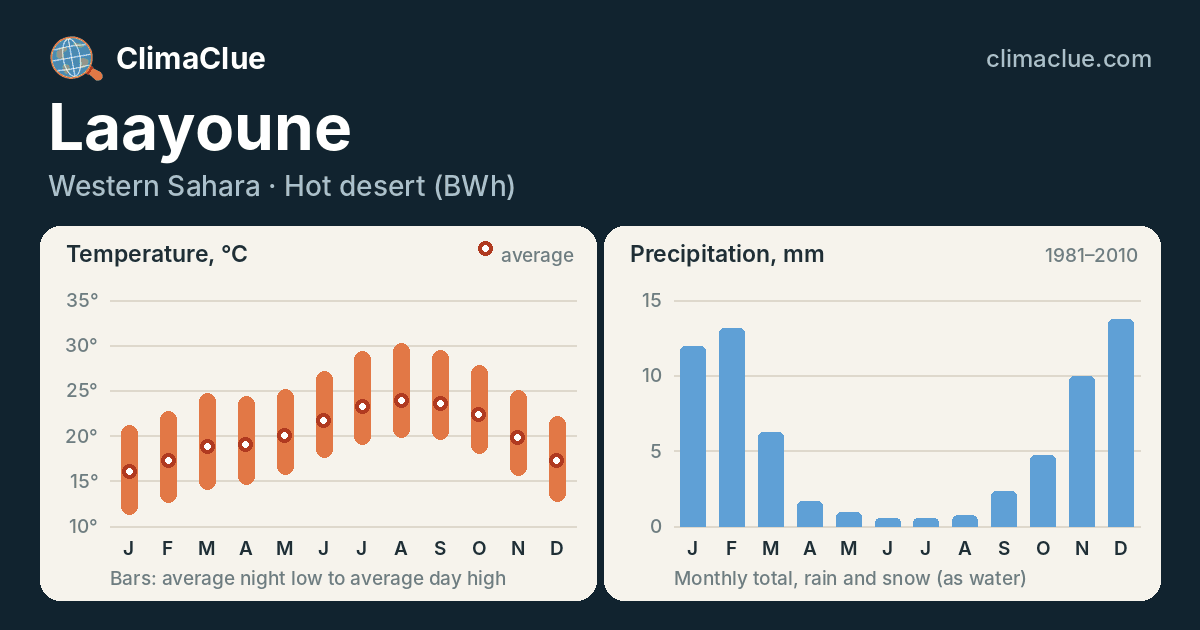 ClimaClue
climaclue.com
Laayoune
Western Sahara · Hot desert (BWh)
Temperature, °C
average
35°
30°
25°
20°
15°
10°
J F M A M J J A S O N D
Bars: average night low to average day high
Precipitation, mm
1981–2010
15
10
5
0
J F M A M J J A S O N D
Monthly total, rain and snow (as water)